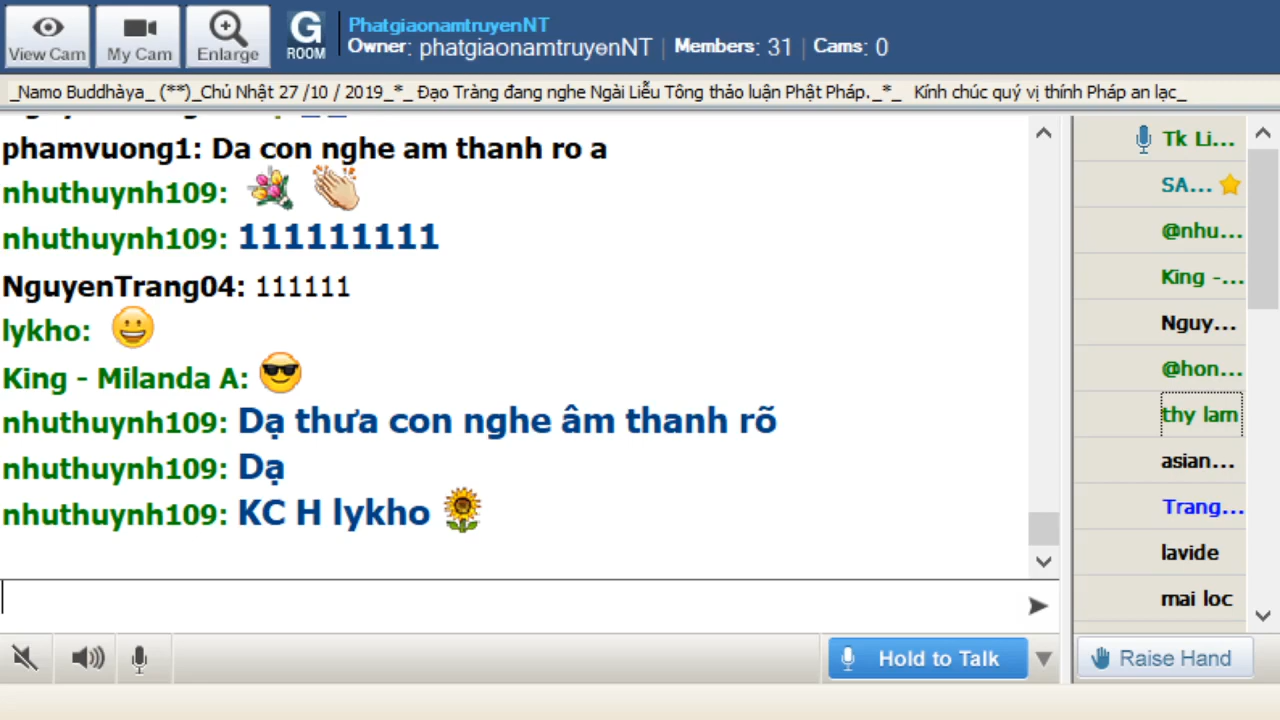 View Cam
My Cam
Enlarge
G
ROOM
PhatgiaonamtruyenNT
Owner: phatgiaonamtruyenNT | Members: 31 | Cams: 0
_Namo Buddhàya_ (**)_Chủ Nhật 27 /10 / 2019_*_ Đạo Tràng đang nghe Ngài Liễu Tông thảo luận Phật Pháp._*_ Kính chúc quý vị thính Pháp an lạc_
phamvuong1: Da con nghe am thanh ro a
nhuthuynh109:
nhuthuynh109: 111111111
NguyenTrang04: 111111
lykho:
King - Milanda A:
nhuthuynh109: Dạ thưa con nghe âm thanh rõ
nhuthuynh109: Dạ
nhuthuynh109: KC H lykho
Tk Li...
SA...
@nhu...
King -...
Nguy...
@hon...
thy lam
asian...
Trang...
lavide
mai loc
Hold to Talk
Raise Hand